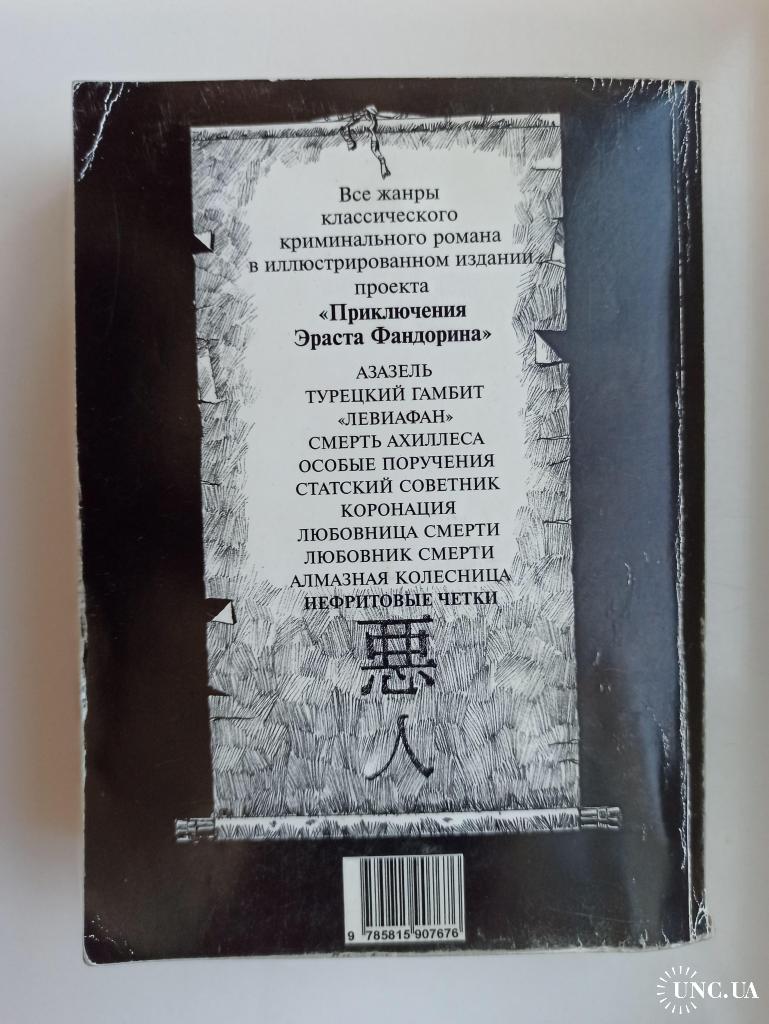 Все жанры
классического
криминального романа
в иллюстрированном издании
проекта
«Приключения
Эраста Фандорина»
АЗАЗЕЛЬ
ТУРЕЦКИЙ ГАМБИТ
«ЛЕВИАФАН»
СМЕРТЬ АХИЛЛЕСА
ОСОБЫЕ ПОРУЧЕНИЯ
СТАТСКИЙ СОВЕТНИК
КОРОНАЦИЯ
ЛЮБОВНИЦА СМЕРТИ
ЛЮБОВНИК СМЕРТИ
АЛМАЗНАЯ КОЛЕСНИЦА
НЕФРИТОВЫЕ ЧЕТКИ
悪
人
9 785815 907676
UNC.UA